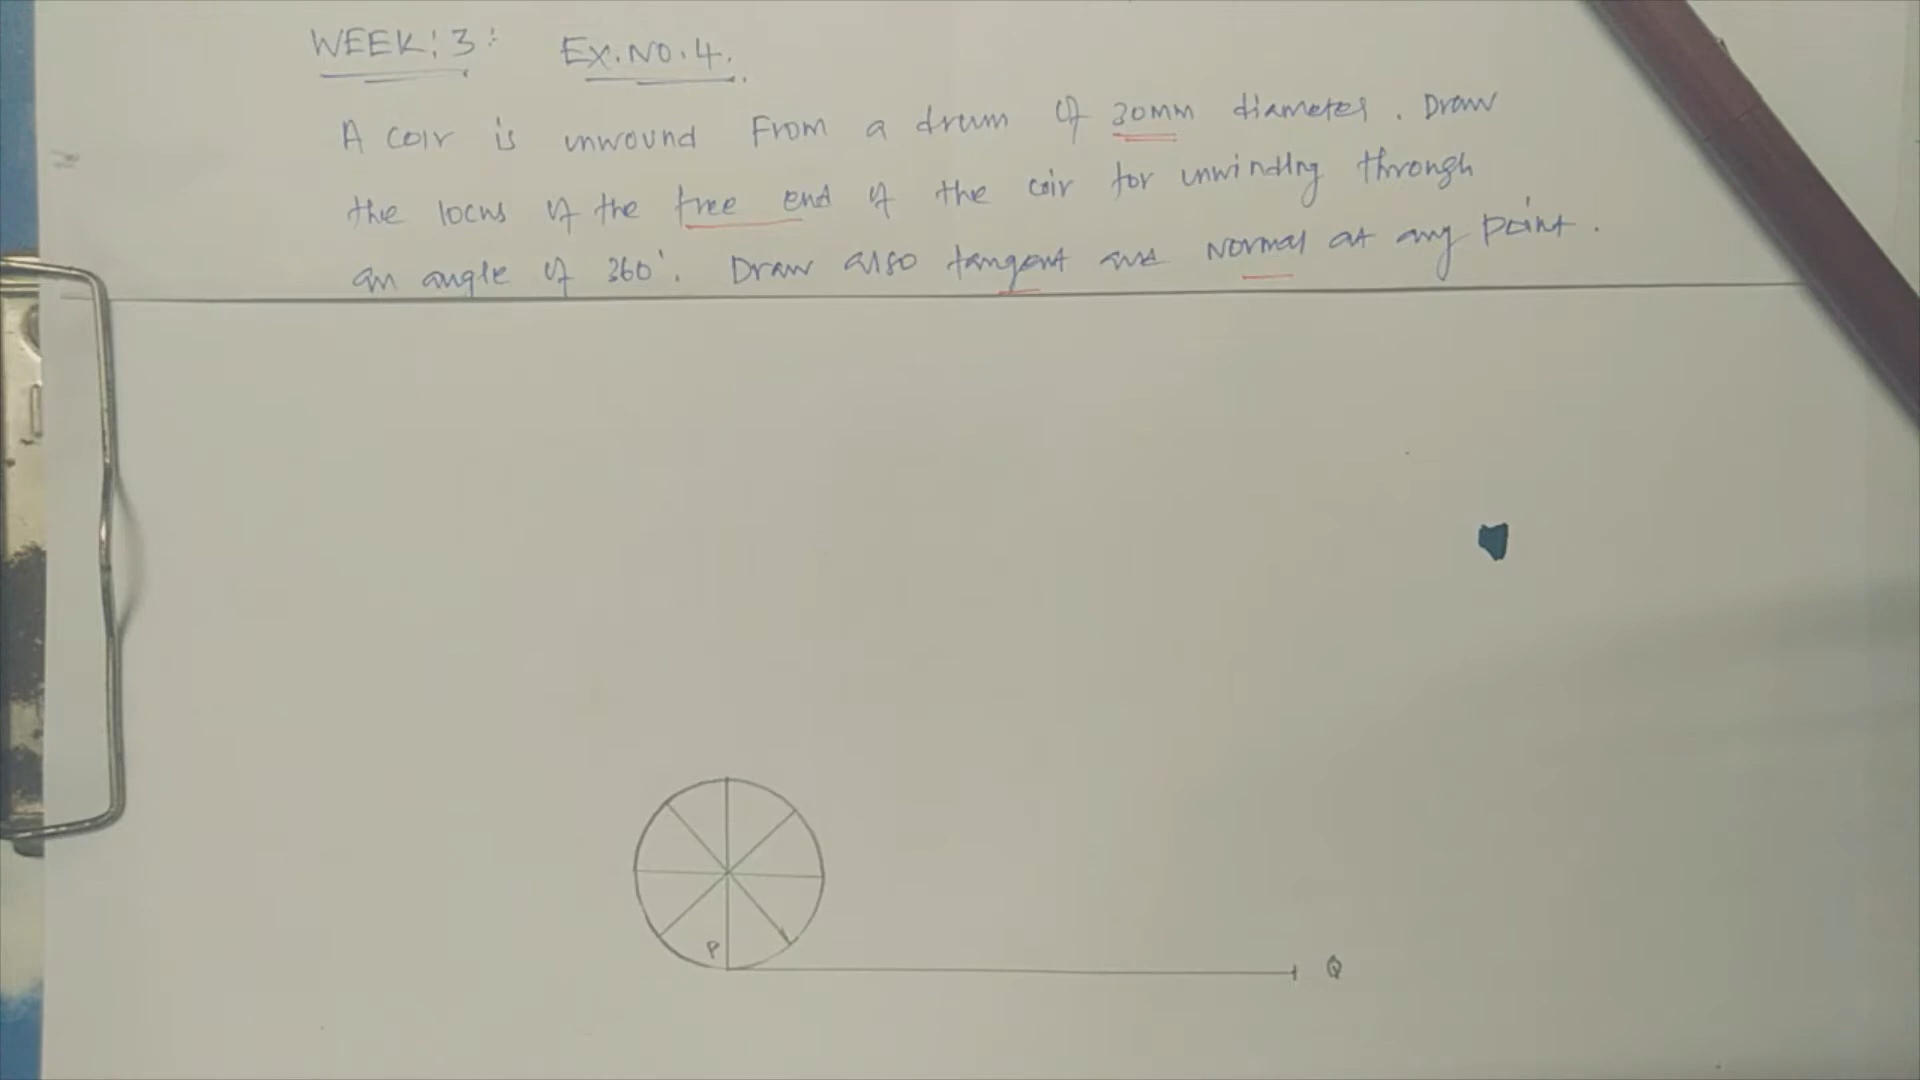 WEEK: 3: Ex. No. 4.
A coir is unwound From a drum of 30mm diameter. Draw
the locus of the free end of the coir for unwinding through
an angle of 360°. Draw also tangent and Normal at any point.
P
Q